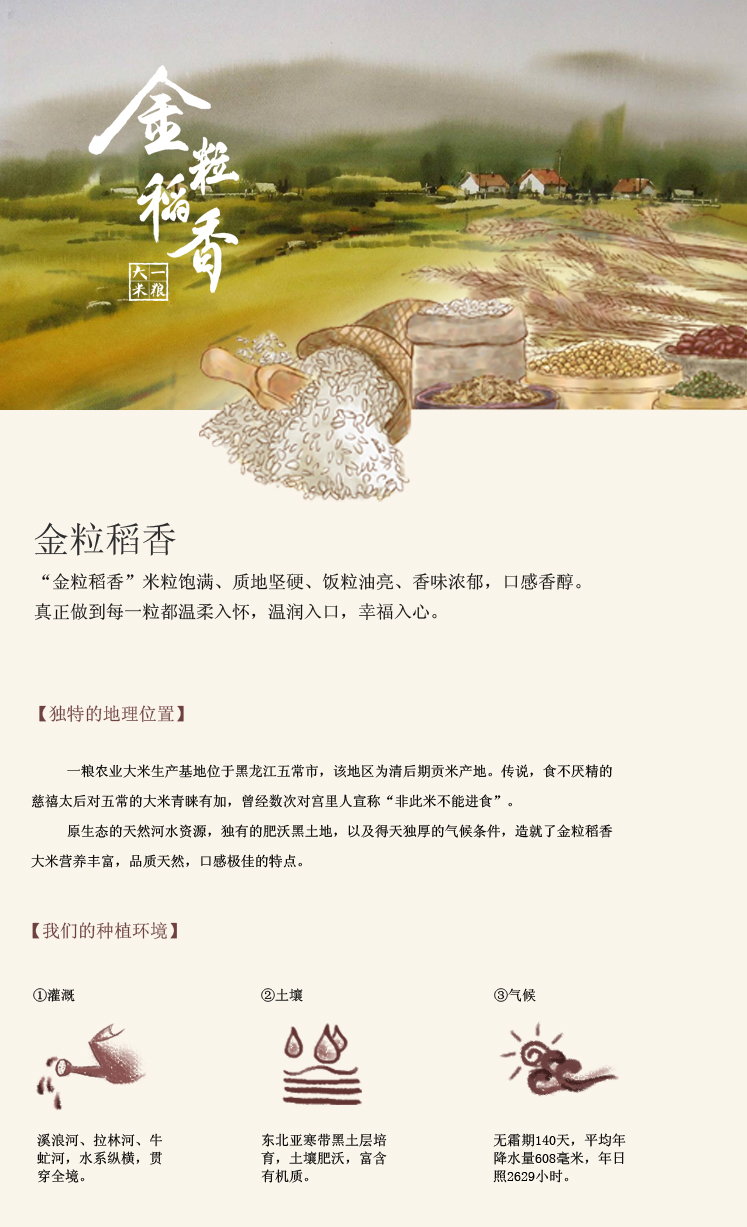 金粒稻香
一粮
大米
金粒稻香
“金粒稻香”米粒饱满、质地坚硬、饭粒油亮、香味浓郁，口感香醇。
真正做到每一粒都温柔入怀，温润入口，幸福入心。
【独特的地理位置】
一粮农业大米生产基地位于黑龙江五常市，该地区为清后期贡米产地。传说，食不厌精的
慈禧太后对五常的大米青睐有加，曾经数次对宫里人宣称“非此米不能进食”。
原生态的天然河水资源，独有的肥沃黑土地，以及得天独厚的气候条件，造就了金粒稻香
大米营养丰富，品质天然，口感极佳的特点。
【我们的种植环境】
①灌溉
②土壤
③气候
溪浪河、拉林河、牛
虻河，水系纵横，贯
穿全境。
东北亚寒带黑土层培
育，土壤肥沃，富含
有机质。
无霜期140天，平均年
降水量608毫米，年日
照2629小时。